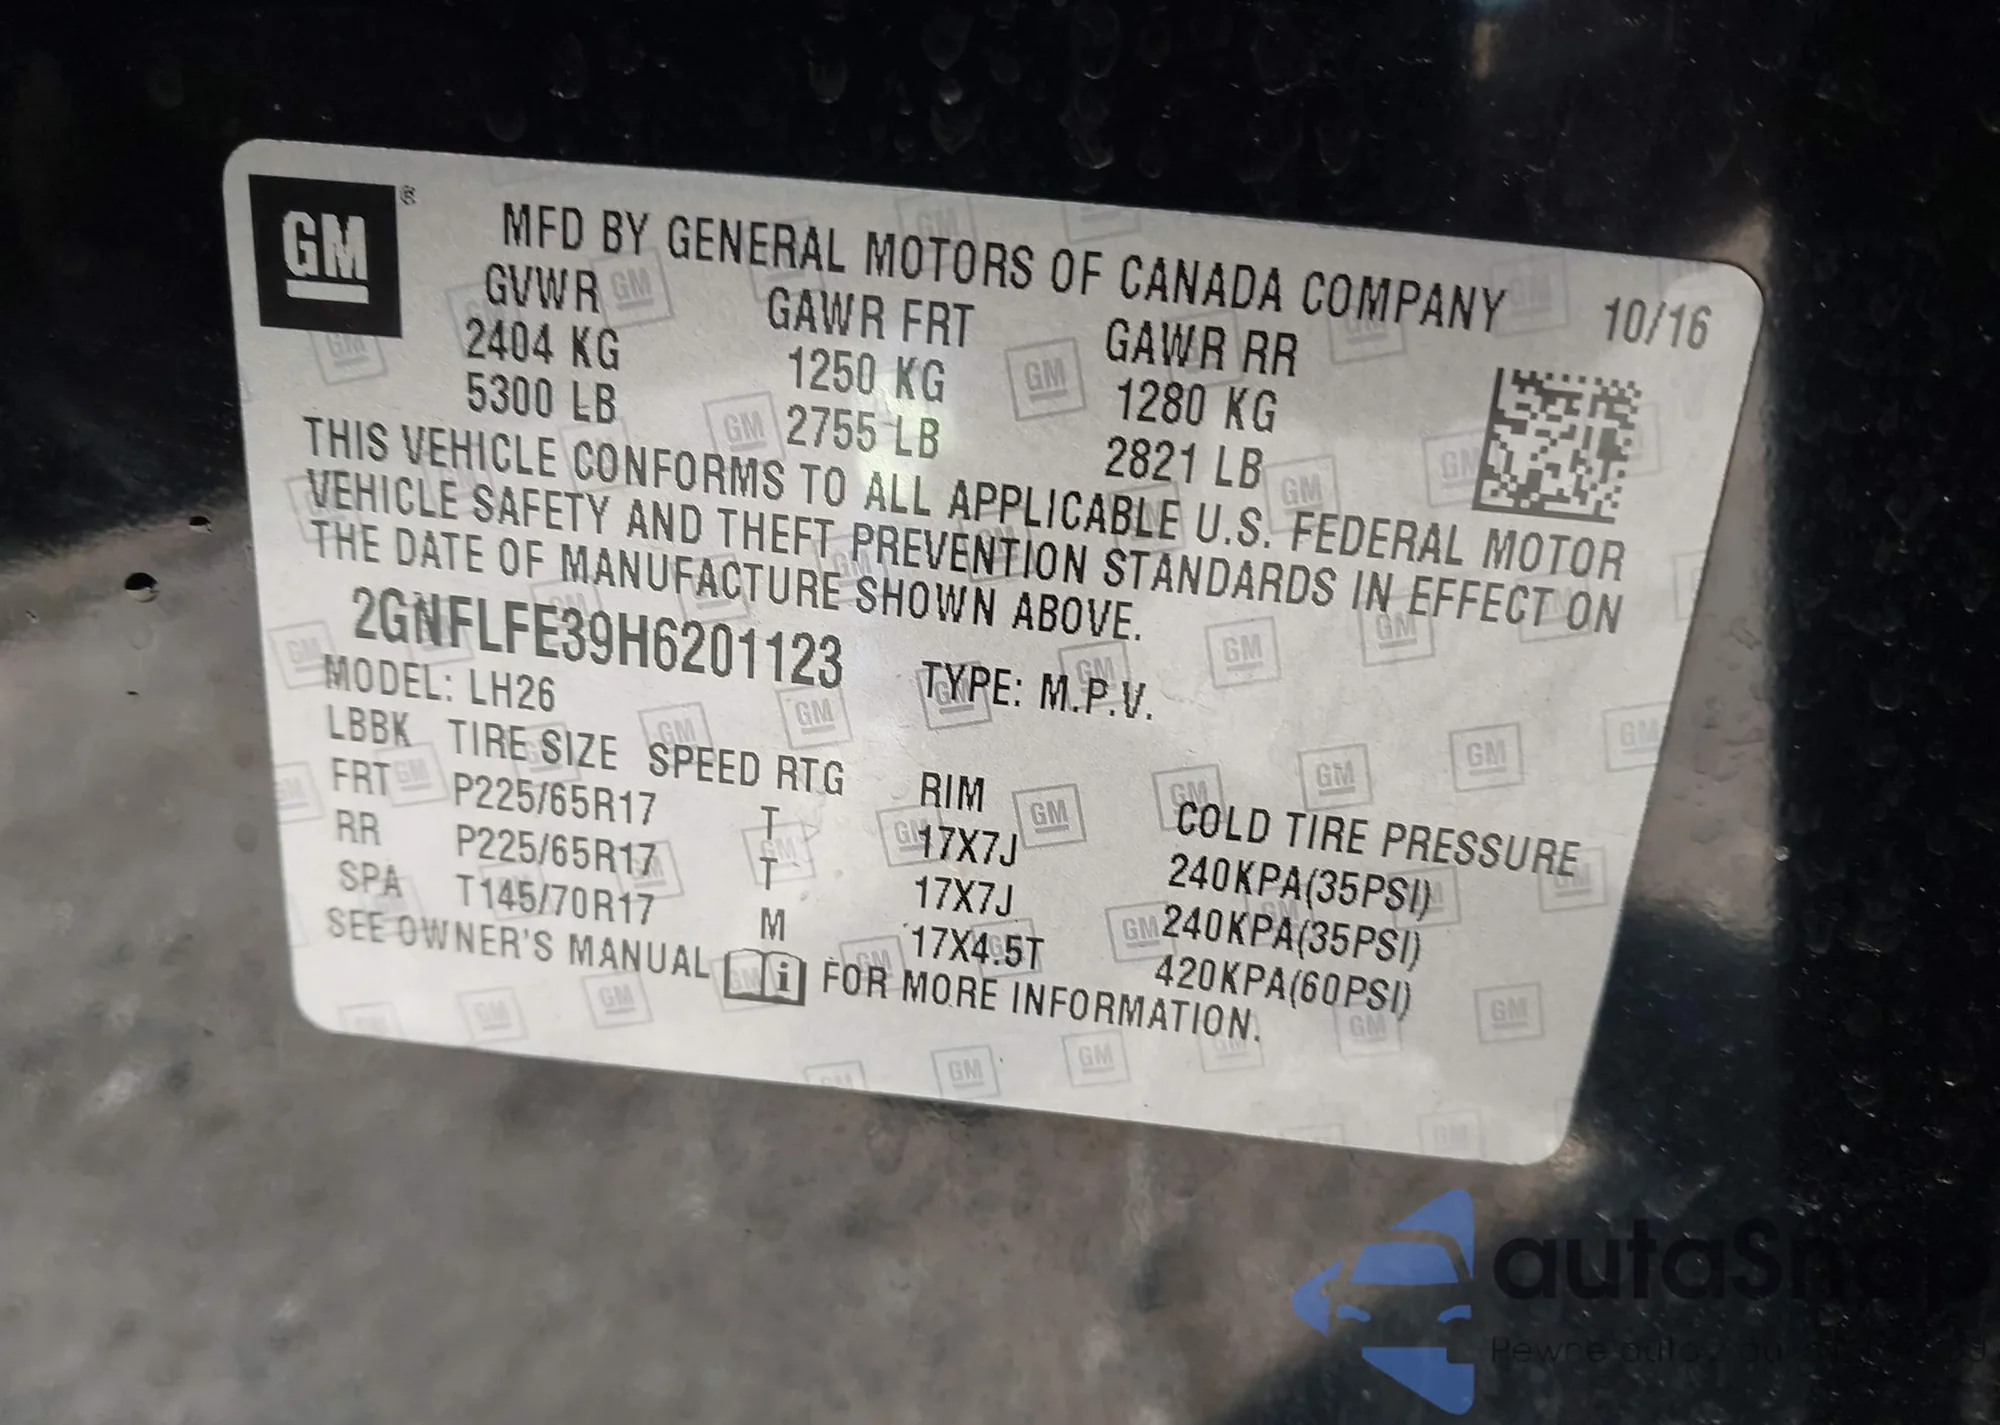 GM ®
MFD BY GENERAL MOTORS OF CANADA COMPANY 10/16
GVWR GAWR FRT GAWR RR
2404 KG 1250 KG 1280 KG
5300 LB 2755 LB 2821 LB
THIS VEHICLE CONFORMS TO ALL APPLICABLE U.S. FEDERAL MOTOR
VEHICLE SAFETY AND THEFT PREVENTION STANDARDS IN EFFECT ON
THE DATE OF MANUFACTURE SHOWN ABOVE.
2GNFLFE39H6201123 TYPE: M.P.V.
MODEL: LH26
LBBK TIRE SIZE SPEED RTG RIM COLD TIRE PRESSURE
FRT P225/65R17 T 17X7J 240KPA(35PSI)
RR P225/65R17 T 17X7J 240KPA(35PSI)
SPA T145/70R17 M 17X4.5T 420KPA(60PSI)
SEE OWNER'S MANUAL i FOR MORE INFORMATION.
autaSnap
Pewne auta